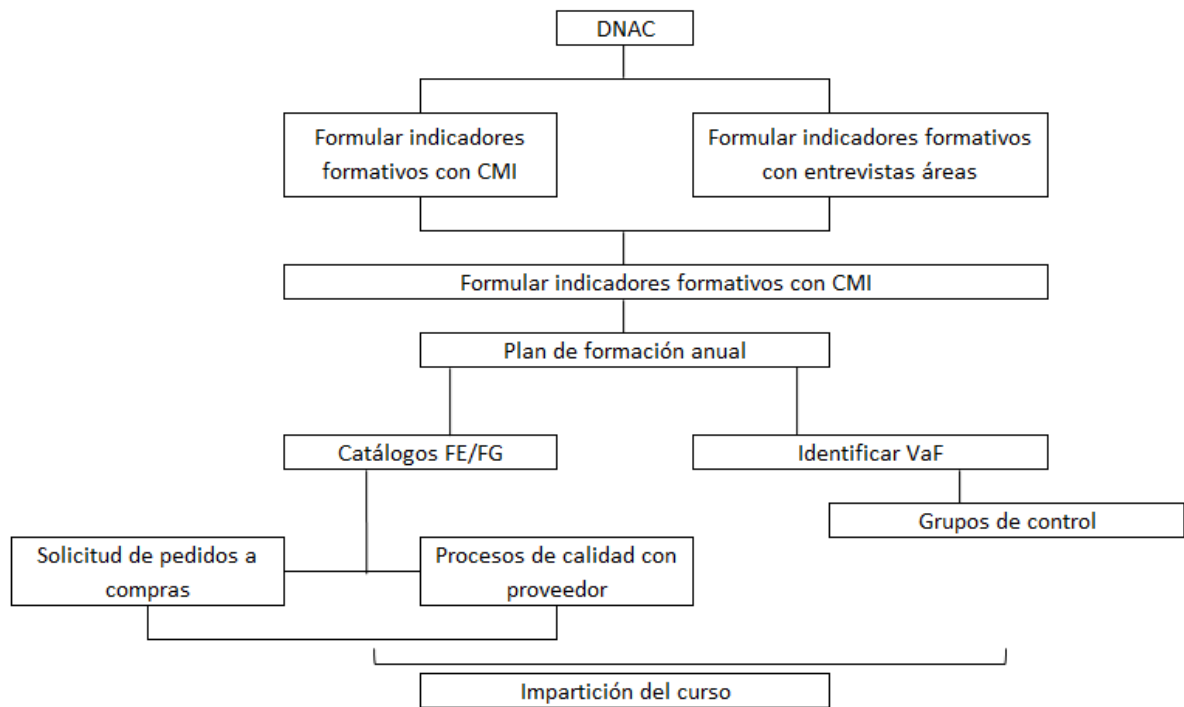 DNAC
Formular indicadores
formativos con CMI
Formular indicadores formativos
con entrevistas áreas
Formular indicadores formativos con CMI
Plan de formación anual
Catálogos FE/FG
Identificar VaF
Grupos de control
Solicitud de pedidos a
compras
Procesos de calidad con
proveedor
Impartición del curso